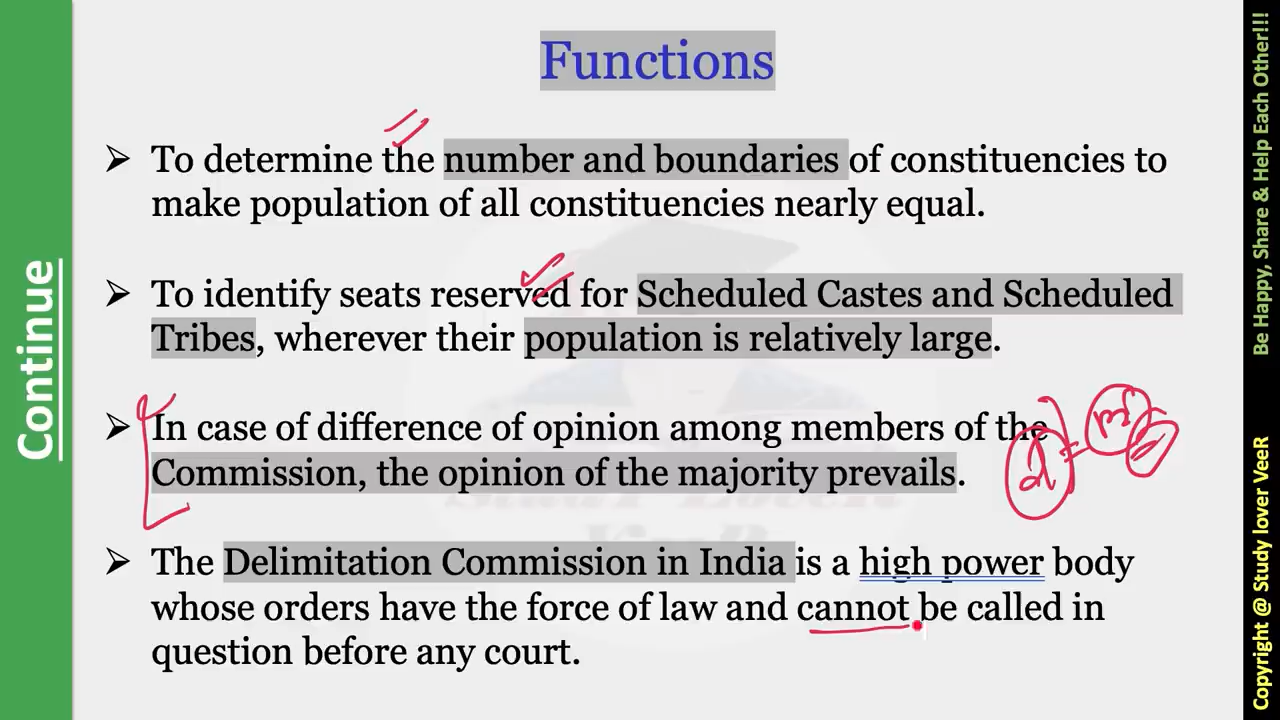 Functions
➢ To determine the number and boundaries of constituencies to
make population of all constituencies nearly equal.
➢ To identify seats reserved for Scheduled Castes and Scheduled
Tribes, wherever their population is relatively large.
➢ In case of difference of opinion among members of the
Commission, the opinion of the majority prevails.
➢ The Delimitation Commission in India is a high power body
whose orders have the force of law and cannot be called in
question before any court.
Continue
Copyright @ Study lover VeeR
Be Happy, Share & Help Each Other!!!